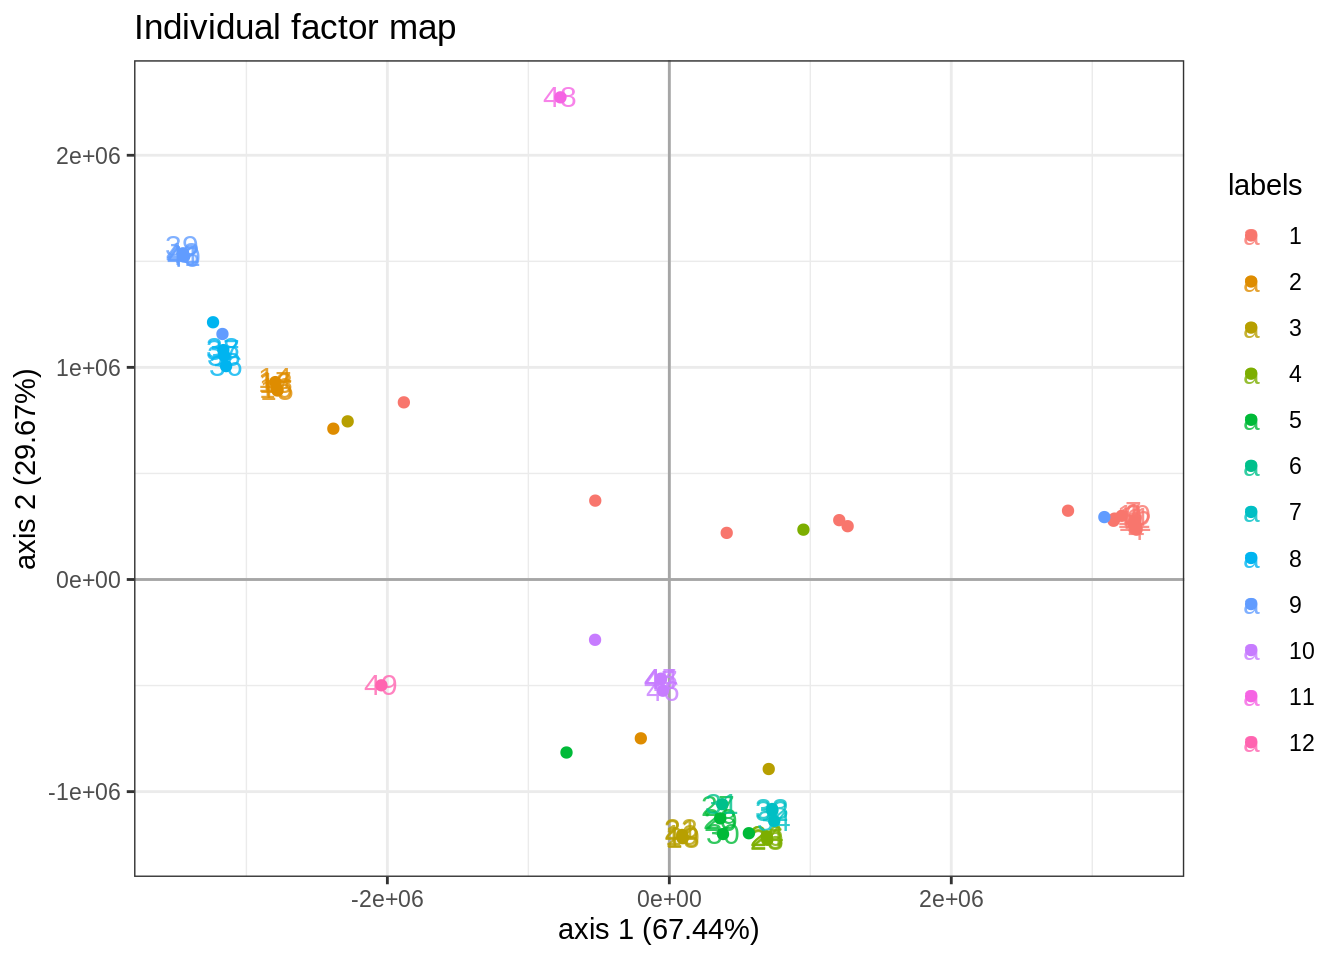 Individual factor map
48
2e+06
1e+06
0e+00
-1e+06
axis 2 (29.67%)
49
-2e+06
0e+00
2e+06
axis 1 (67.44%)
labels
a 1
a 2
a 3
a 4
a 5
a 6
a 7
a 8
a 9
a 10
a 11
a 12